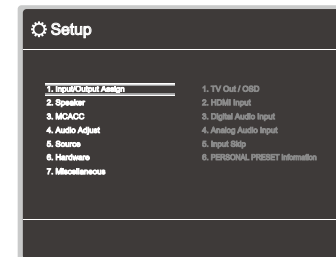 Setup
1. Input/Output Assign
2. Speaker
3. MCACC
4. Audio Adjust
5. Source
6. Hardware
7. Miscellaneous
1. TV Out / OSD
2. HDMI Input
3. Digital Audio Input
4. Analog Audio Input
5. Input Skip
6. PERSONAL PRESET Information